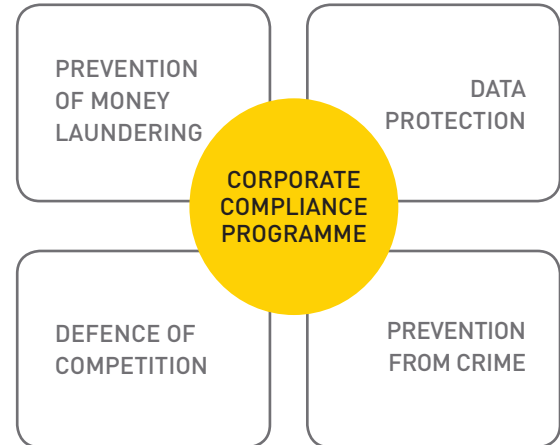 PREVENTION
OF MONEY
LAUNDERING
DATA
PROTECTION
CORPORATE
COMPLIANCE
PROGRAMME
DEFENCE OF
COMPETITION
PREVENTION
FROM CRIME